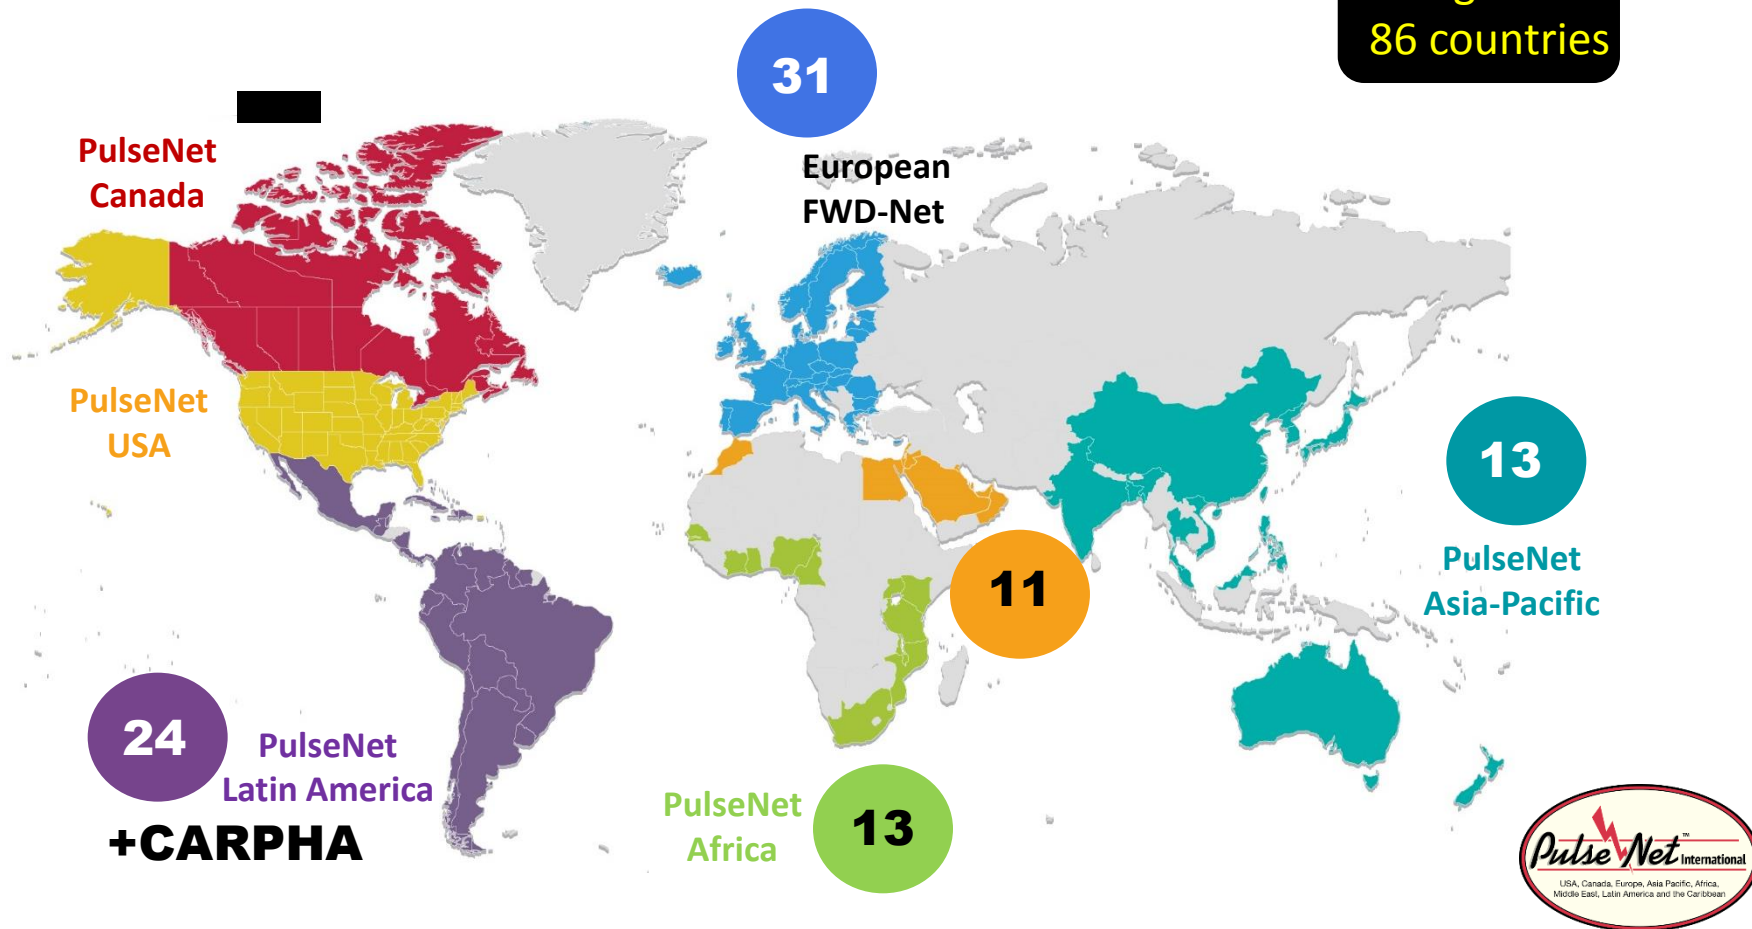 86 countries
31
PulseNet
Canada
European
FWD-Net
PulseNet
USA
13
PulseNet
Asia-Pacific
11
24
PulseNet
Latin America
+CARPHA
PulseNet
Africa
13
PulseNet International™
USA, Canada, Europe, Asia Pacific, Africa,
Middle East, Latin America and the Caribbean